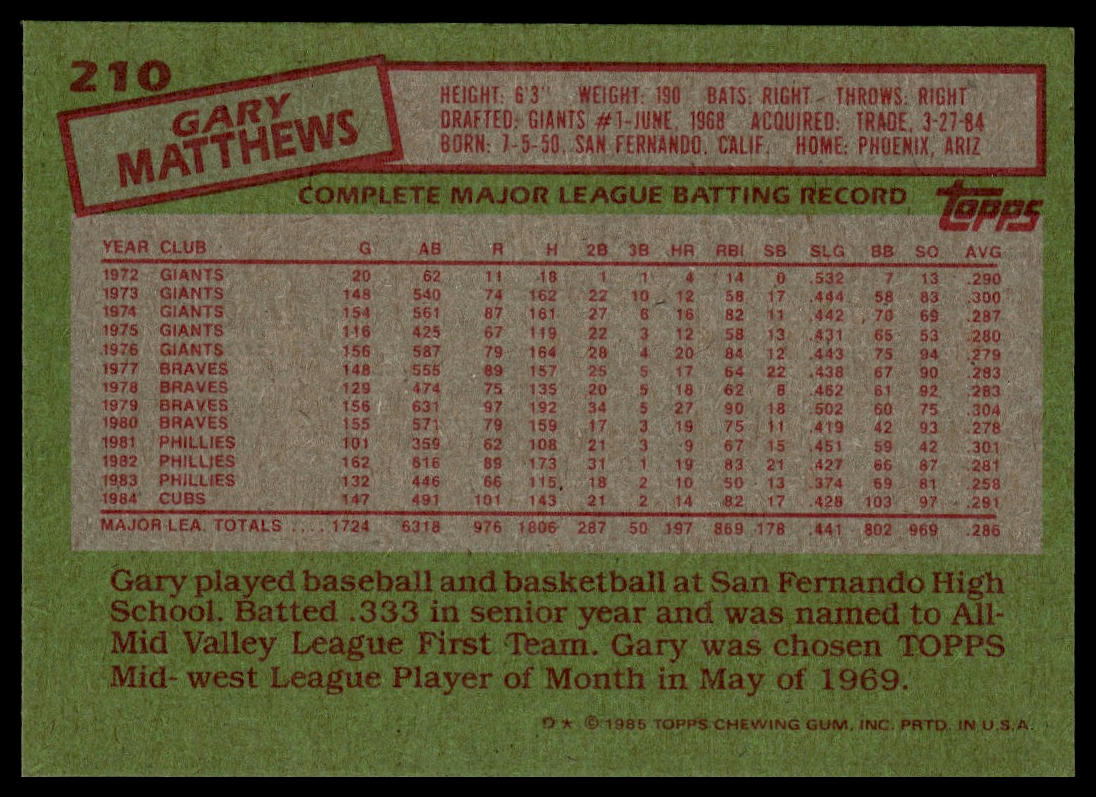 210
GARY
MATTHEWS
HEIGHT: 6'3" WEIGHT: 190 BATS: RIGHT THROWS: RIGHT
DRAFTED: GIANTS #1-JUNE, 1968 ACQUIRED: TRADE, 3-27-84
BORN: 7-5-50, SAN FERNANDO, CALIF. HOME: PHOENIX, ARIZ
COMPLETE MAJOR LEAGUE BATTING RECORD
TOPPS
YEAR CLUB G AB R H 2B 3B HR RBI SB SLG BB SO AVG
1972 GIANTS 20 62 11 18 1 1 4 14 0 .532 7 13 .290
1973 GIANTS 148 540 74 162 22 10 12 58 17 .444 58 83 .300
1974 GIANTS 154 561 87 161 27 6 16 82 11 .442 70 69 .287
1975 GIANTS 116 425 67 119 22 3 12 58 13 .431 65 53 .280
1976 GIANTS 156 587 79 164 28 4 20 84 12 .443 75 94 .279
1977 BRAVES 148 555 89 157 25 5 17 64 22 .438 67 90 .283
1978 BRAVES 129 474 75 135 20 5 18 62 8 .462 61 92 .283
1979 BRAVES 156 631 97 192 34 5 27 90 18 .502 60 75 .304
1980 BRAVES 155 571 79 159 17 3 19 75 11 .419 42 93 .278
1981 PHILLIES 101 359 62 108 21 3 9 67 15 .451 59 42 .301
1982 PHILLIES 162 616 89 173 31 1 19 83 21 .427 66 87 .281
1983 PHILLIES 132 446 66 115 18 2 10 50 13 .374 69 81 .258
1984 CUBS 147 491 101 143 21 2 14 82 17 .428 103 97 .291
MAJOR LEA. TOTALS .... 1724 6318 976 1806 287 50 197 869 178 .441 802 969 .286
Gary played baseball and basketball at San Fernando High
School. Batted .333 in senior year and was named to All-
Mid Valley League First Team. Gary was chosen TOPPS
Mid- west League Player of Month in May of 1969.
D ★ © 1985 TOPPS CHEWING GUM, INC. PRTD. IN U.S.A.